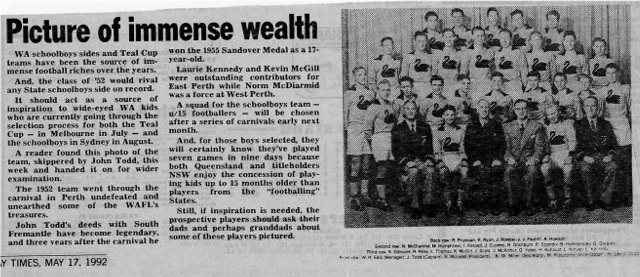 Picture of immense wealth
WA schoolboys sides and Teal Cup
teams have been the source of im-
mense football riches over the years.
And, the class of '52 would rival
any State schoolboys side on record.
It should act as a source of
inspiration to wide-eyed WA kids
who are currently going through the
selection process for both the Teal
Cup — in Melbourne in July — and
the schoolboys in Sydney in August.
A reader found this photo of the
team, skippered by John Todd, this
week and handed it on for wider
examination.
The 1952 team went through the
carnival in Perth undefeated and
unearthed some of the WAFL's
treasures.
John Todd's deeds with South
Fremantle have become legendary,
and three years after the carnival he
won the 1955 Sandover Medal as a 17-
year-old.
Laurie Kennedy and Kevin McGill
were outstanding contributors for
East Perth while Norm McDiarmid
was a force at West Perth.
A squad for the schoolboys team —
u/15 footballers — will be chosen
after a series of carnivals early next
month.
And, for those boys selected, they
will certainly know they've played
seven games in nine days because
both Queensland and titleholders
NSW enjoy the concession of play-
ing kids up to 15 months older than
players from the "footballing"
States.
Still, if inspiration is needed, the
prospective players should ask their
dads and perhaps granddads about
some of these players pictured.
Back row:
Second row: N. McDiarmid,
Third row: K. Gibson,
J. Todd (Captain),
AY TIMES, MAY 17, 1992